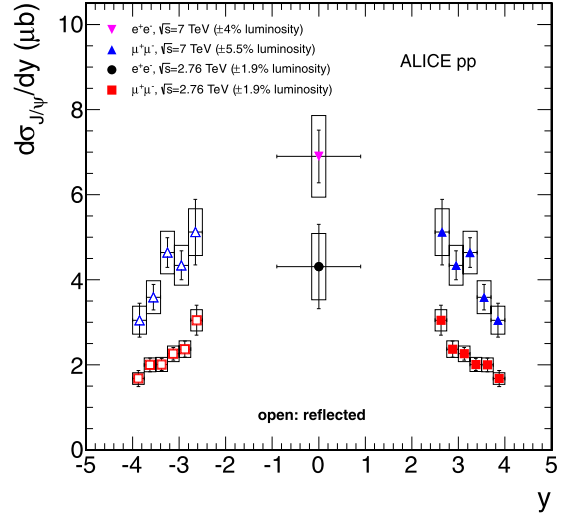 dσJ/ψ/dy (μb)
10
8
6
4
2
0
e⁺e⁻, √s=7 TeV (±4% luminosity)
μ⁺μ⁻, √s=7 TeV (±5.5% luminosity)
e⁺e⁻, √s=2.76 TeV (±1.9% luminosity)
μ⁺μ⁻, √s=2.76 TeV (±1.9% luminosity)
ALICE pp
open: reflected
-5 -4 -3 -2 -1 0 1 2 3 4 5
y